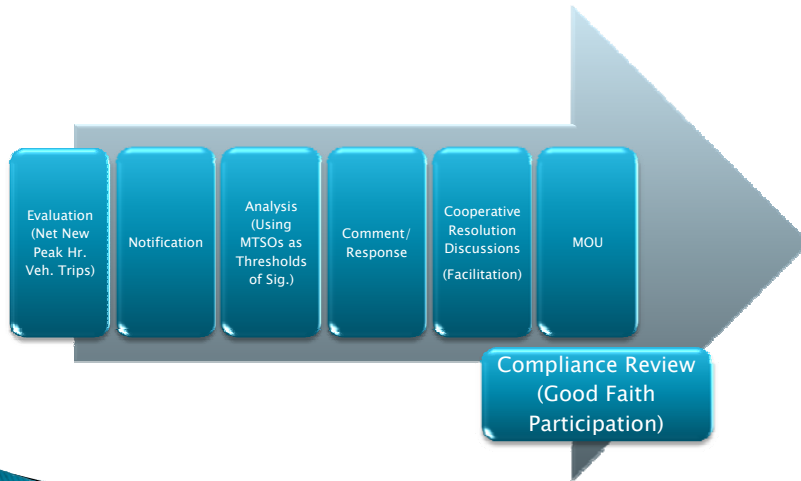 Evaluation
(Net New
Peak Hr.
Veh. Trips)
Notification
Analysis
(Using
MTSOs as
Thresholds
of Sig.)
Comment/
Response
Cooperative
Resolution
Discussions
(Facilitation)
MOU
Compliance Review
(Good Faith
Participation)